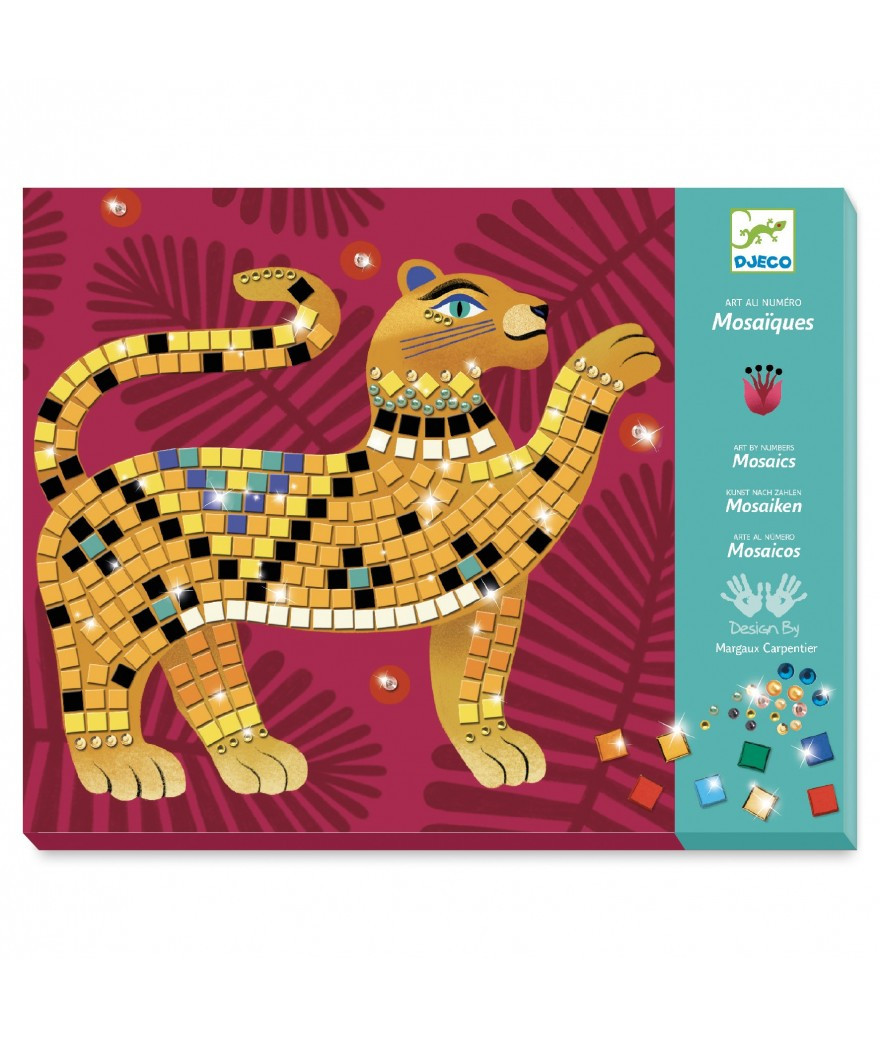 DJECO
ART AU NUMÉRO
Mosaïques
ART BY NUMBERS
Mosaics
KUNST NACH ZAHLEN
Mosaiken
ARTE AL NÚMERO
Mosaicos
Design By
Margaux Carpentier